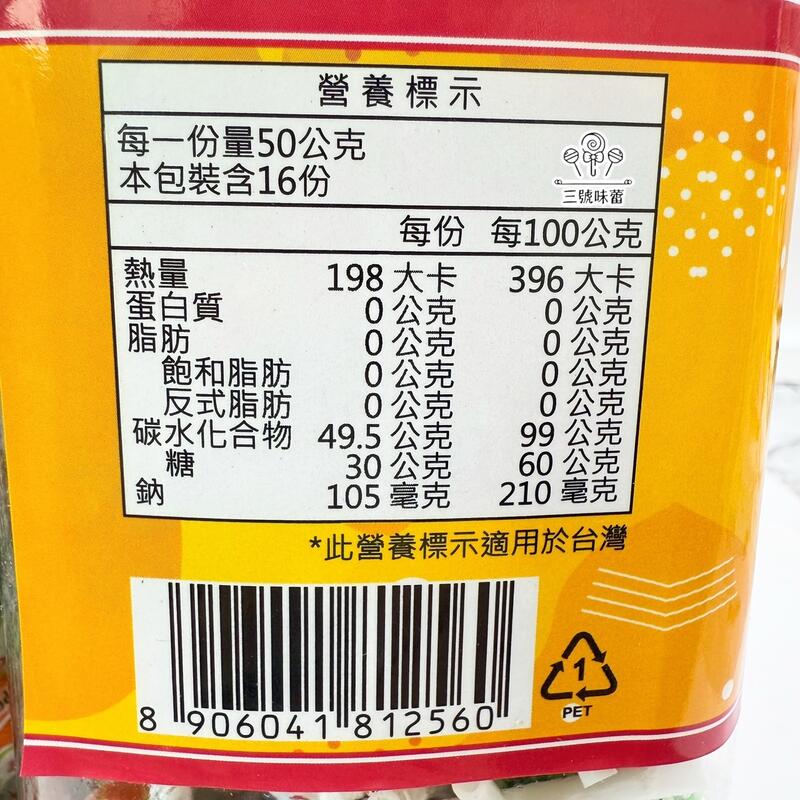 營養標示
每一份量50公克
本包裝含16份
三號味蕾
每份 每100公克
熱量 198 大卡 396 大卡
蛋白質 0 公克 0 公克
脂肪 0 公克 0 公克
飽和脂肪 0 公克 0 公克
反式脂肪 0 公克 0 公克
碳水化合物 49.5 公克 99 公克
糖 30 公克 60 公克
鈉 105 毫克 210 毫克
*此營養標示適用於台灣
8 906041 812560
1
PET